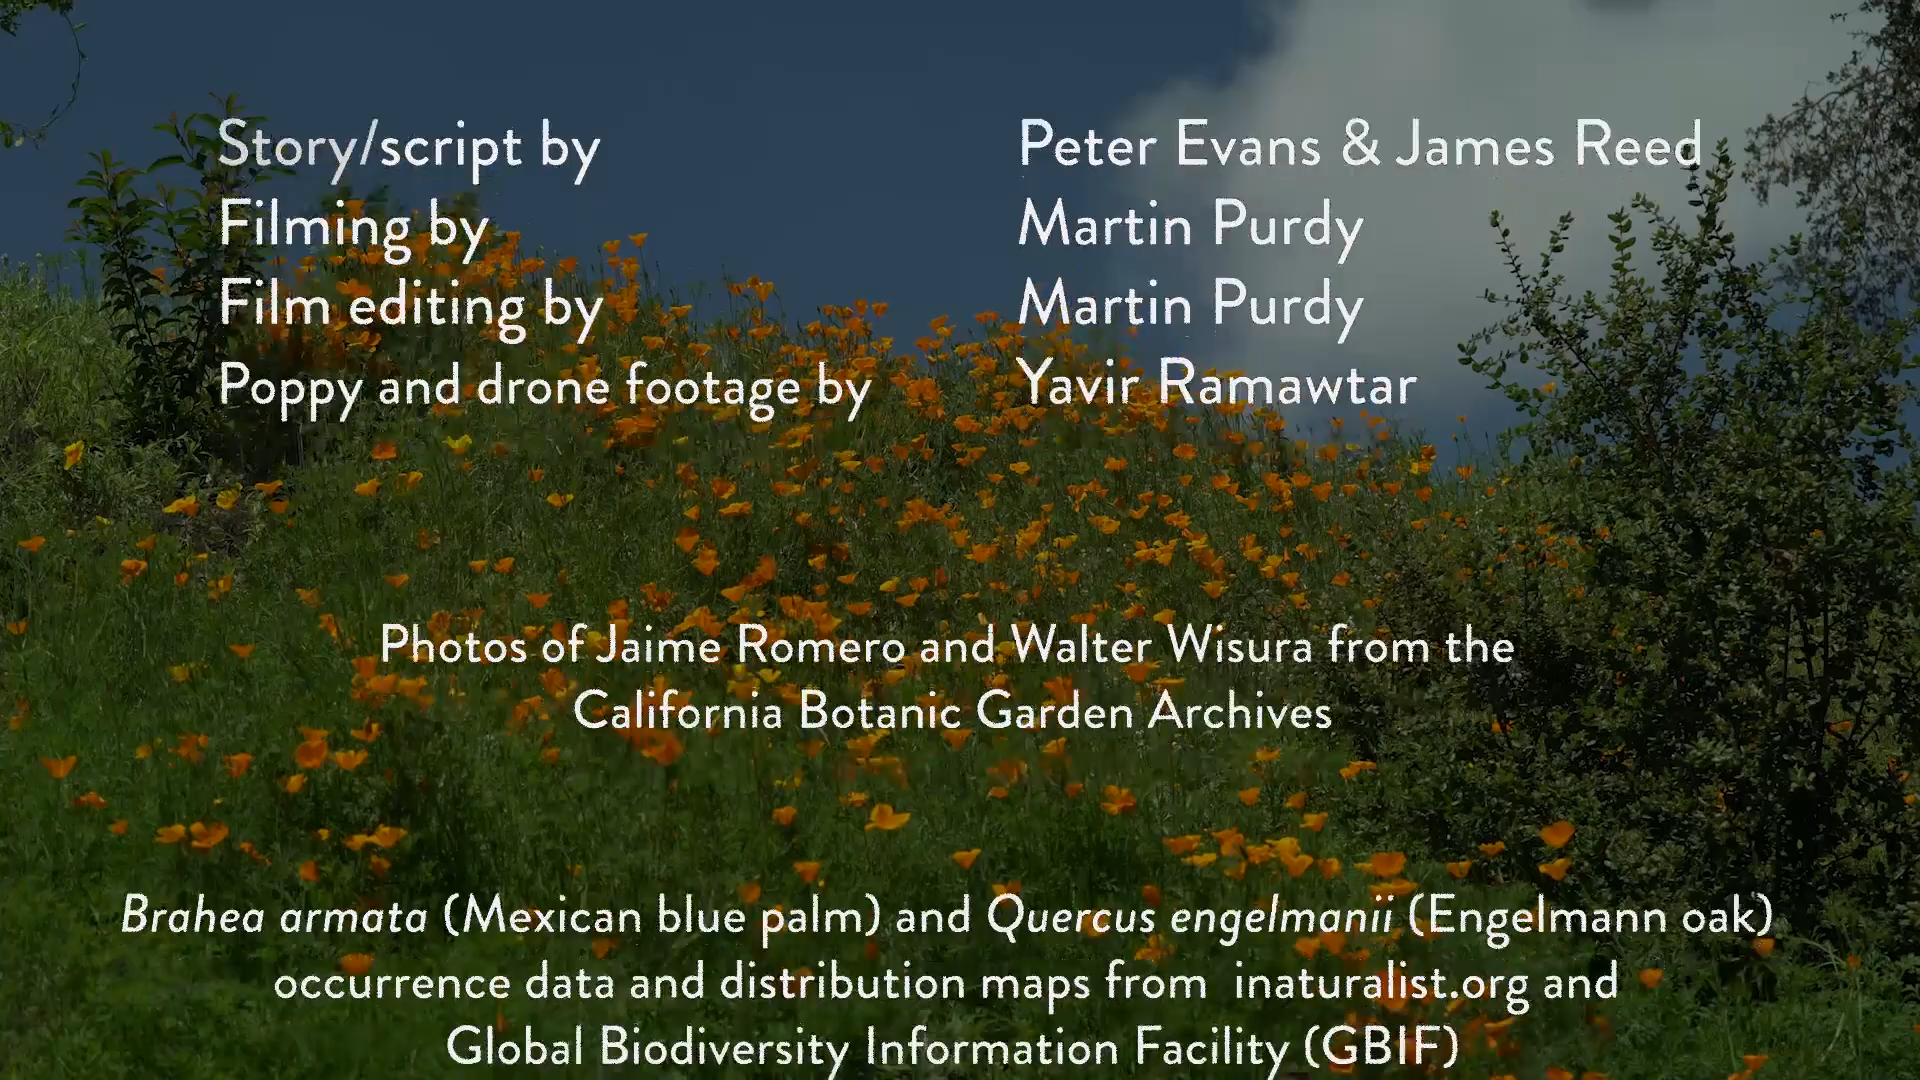 Story/script by Peter Evans & James Reed
Filming by Martin Purdy
Film editing by Martin Purdy
Poppy and drone footage by Yavir Ramawtar
Photos of Jaime Romero and Walter Wisura from the
California Botanic Garden Archives
Brahea armata (Mexican blue palm) and Quercus engelmanii (Engelmann oak)
occurrence data and distribution maps from inaturalist.org and
Global Biodiversity Information Facility (GBIF)